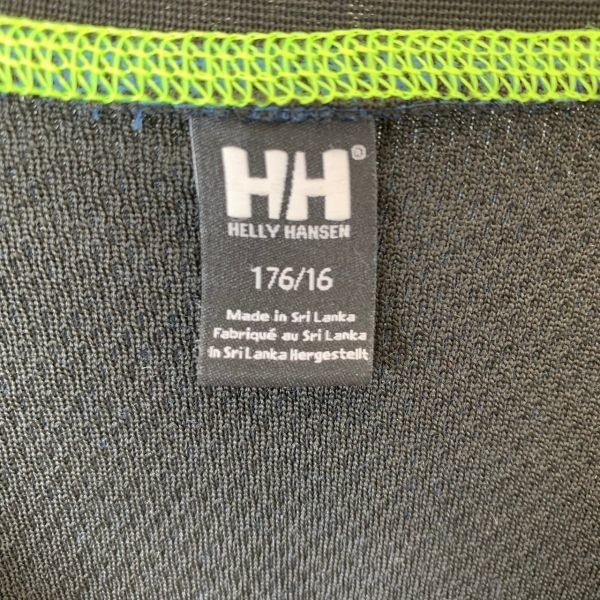 HH®
HELLY HANSEN
176/16
Made in Sri Lanka
Fabriqué au Sri Lanka
In Sri Lanka Hergestellt